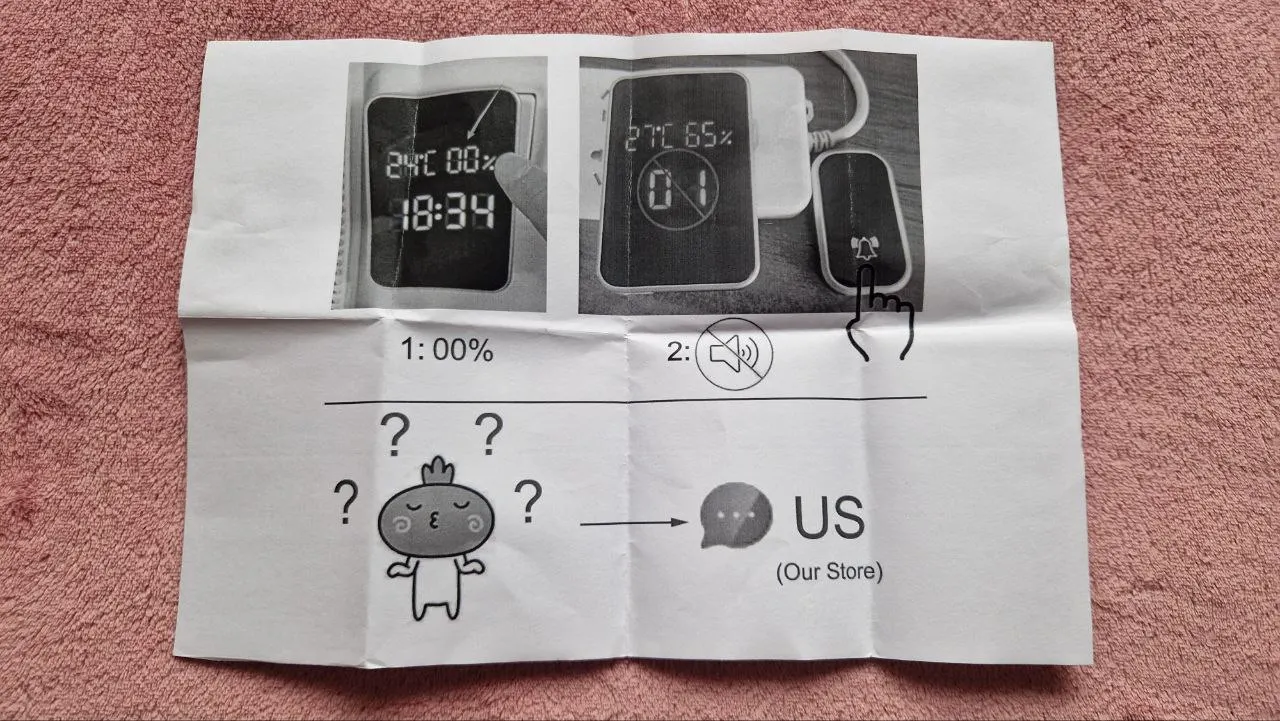 24°C 00%
18:34
27°C 65%
01
1: 00%
2:
? ?
? ?
US
(Our Store)